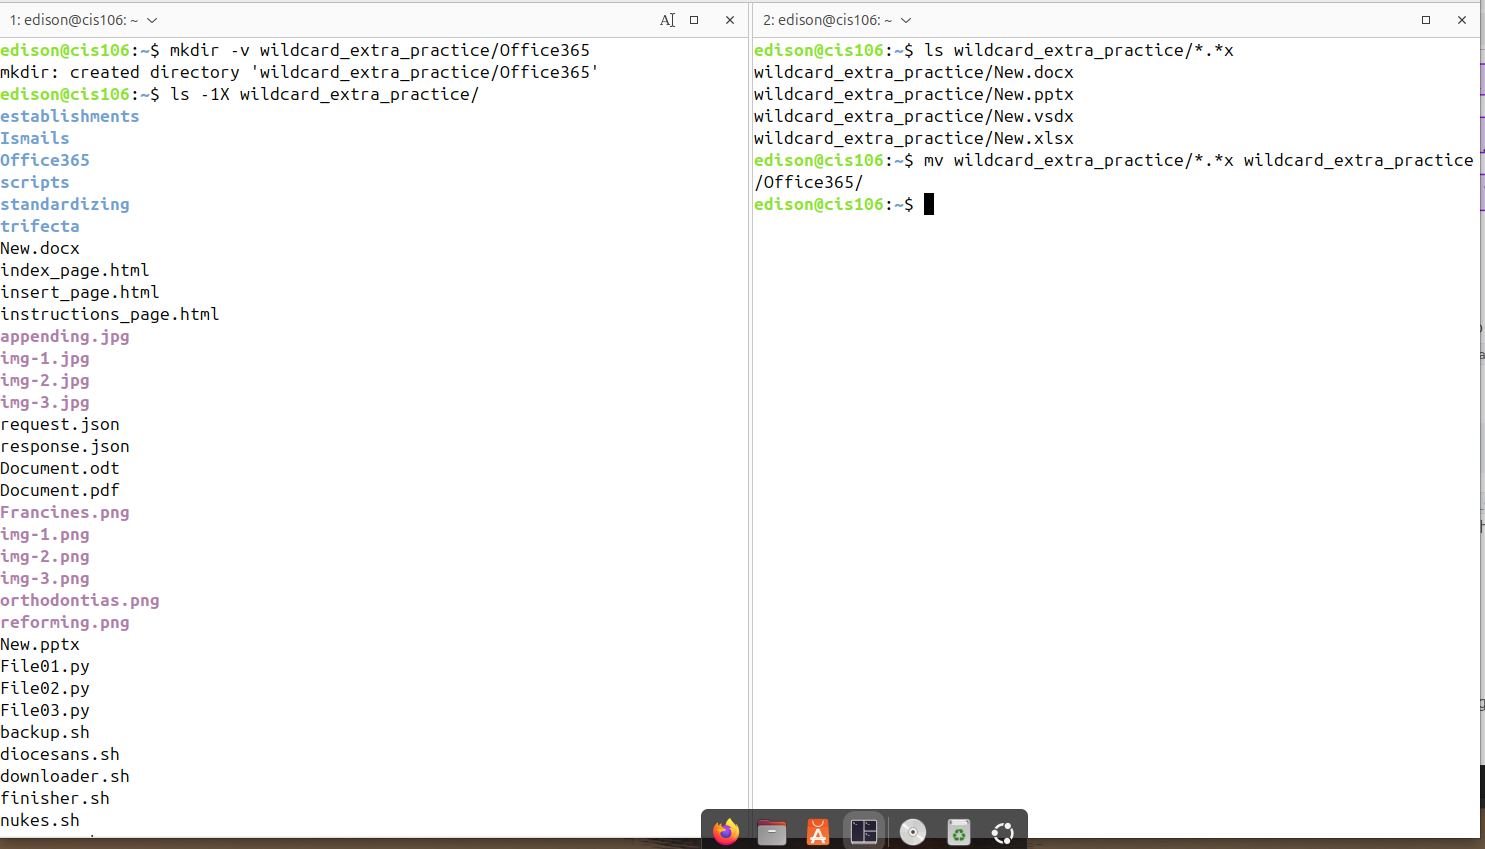 1: edison@cis106: ~
edison@cis106:~$ mkdir -v wildcard_extra_practice/Office365
mkdir: created directory 'wildcard_extra_practice/Office365'
edison@cis106:~$ ls -1X wildcard_extra_practice/
establishments
Ismails
Office365
scripts
standardizing
trifecta
New.docx
index_page.html
insert_page.html
instructions_page.html
appending.jpg
img-1.jpg
img-2.jpg
img-3.jpg
request.json
response.json
Document.odt
Document.pdf
Francines.png
img-1.png
img-2.png
img-3.png
orthodontias.png
reforming.png
New.pptx
File01.py
File02.py
File03.py
backup.sh
diocesans.sh
downloader.sh
finisher.sh
nukes.sh
2: edison@cis106: ~
edison@cis106:~$ ls wildcard_extra_practice/*.*x
wildcard_extra_practice/New.docx
wildcard_extra_practice/New.pptx
wildcard_extra_practice/New.vsdx
wildcard_extra_practice/New.xlsx
edison@cis106:~$ mv wildcard_extra_practice/*.*x wildcard_extra_practice
/Office365/
edison@cis106:~$